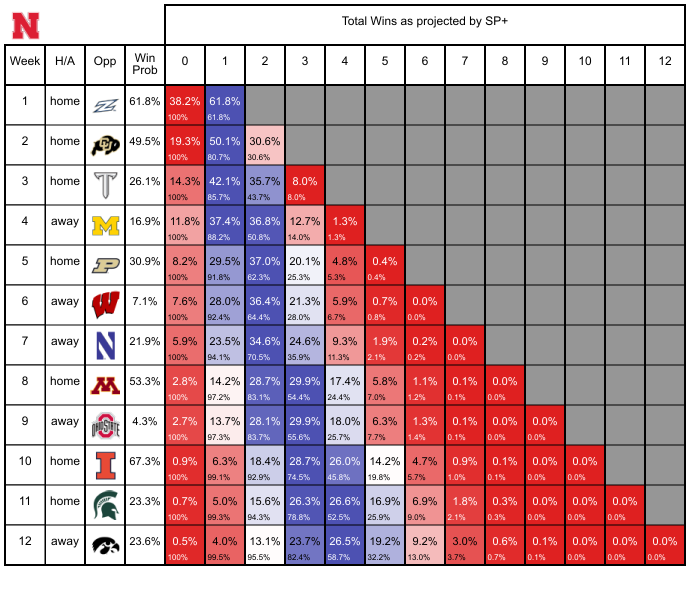 N
Total Wins as projected by SP+
Week H/A Opp Win Prob 0 1 2 3 4 5 6 7 8 9 10 11 12
1 home Z 61.8% 38.2% 61.8%
100% 61.8%
2 home CU 49.5% 19.3% 50.1% 30.6%
100% 80.7% 30.6%
3 home T 26.1% 14.3% 42.1% 35.7% 8.0%
100% 85.7% 43.7% 8.0%
4 away M 16.9% 11.8% 37.4% 36.8% 12.7% 1.3%
100% 88.2% 50.8% 14.0% 1.3%
5 home P 30.9% 8.2% 29.5% 37.0% 20.1% 4.8% 0.4%
100% 91.8% 62.3% 25.3% 5.3% 0.4%
6 away W 7.1% 7.6% 28.0% 36.4% 21.3% 5.9% 0.7% 0.0%
100% 92.4% 64.4% 28.0% 6.7% 0.8% 0.0%
7 away N 21.9% 5.9% 23.5% 34.6% 24.6% 9.3% 1.9% 0.2% 0.0%
100% 94.1% 70.5% 35.9% 11.3% 2.1% 0.2% 0.0%
8 home M 53.3% 2.8% 14.2% 28.7% 29.9% 17.4% 5.8% 1.1% 0.1% 0.0%
100% 97.2% 83.1% 54.4% 24.4% 7.0% 1.2% 0.1% 0.0%
9 away OHIO STATE 4.3% 2.7% 13.7% 28.1% 29.9% 18.0% 6.3% 1.3% 0.1% 0.0% 0.0%
100% 97.3% 83.7% 55.6% 25.7% 7.7% 1.4% 0.1% 0.0% 0.0%
10 home I 67.3% 0.9% 6.3% 18.4% 28.7% 26.0% 14.2% 4.7% 0.9% 0.1% 0.0% 0.0%
100% 99.1% 92.9% 74.5% 45.8% 19.8% 5.7% 1.0% 0.1% 0.0% 0.0%
11 home 23.3% 0.7% 5.0% 15.6% 26.3% 26.6% 16.9% 6.9% 1.8% 0.3% 0.0% 0.0% 0.0%
100% 99.3% 94.3% 78.8% 52.5% 25.9% 9.0% 2.1% 0.3% 0.0% 0.0% 0.0%
12 away 23.6% 0.5% 4.0% 13.1% 23.7% 26.5% 19.2% 9.2% 3.0% 0.6% 0.1% 0.0% 0.0% 0.0%
100% 99.5% 95.5% 82.4% 58.7% 32.2% 13.0% 3.7% 0.7% 0.1% 0.0% 0.0% 0.0%